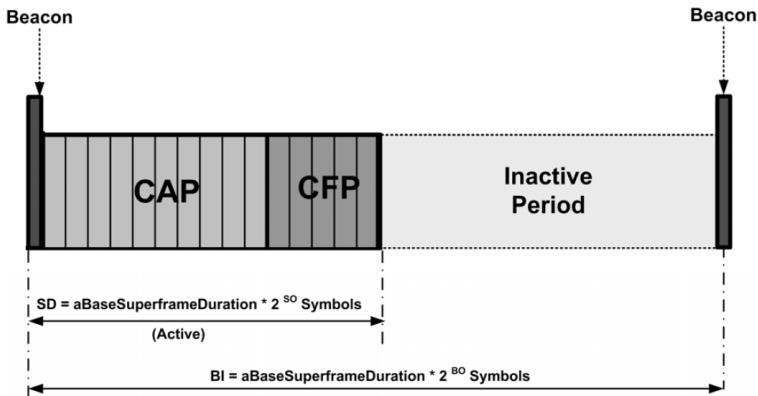 Beacon
Beacon
CAP
CFP
Inactive
Period
SD = aBaseSuperframeDuration * 2 SO Symbols
(Active)
BI = aBaseSuperframeDuration * 2 BO Symbols